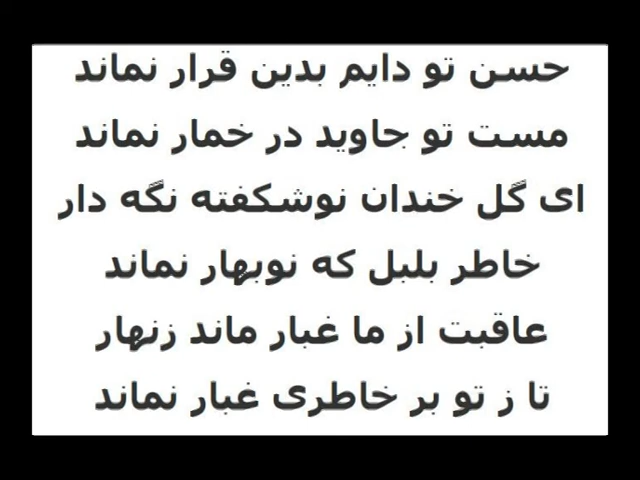 حسن تو دایم بدین قرار نماند
مست تو جاوید در خمار نماند
ای گل خندان نوشکفته نگه دار
خاطر بلبل که نوبهار نماند
عاقبت از ما غبار ماند زنهار
تا ز تو بر خاطری غبار نماند